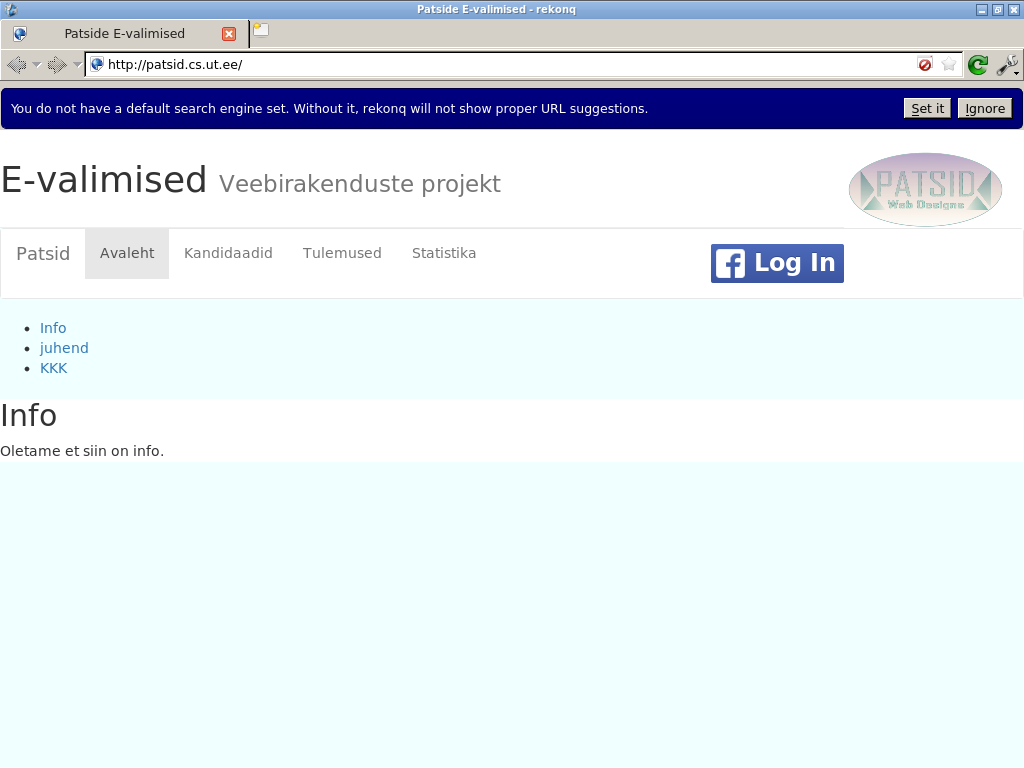 Patside E-valimised - rekonq
Patside E-valimised
http://patsid.cs.ut.ee/
You do not have a default search engine set. Without it, rekonq will not show proper URL suggestions.
Set it
Ignore
E-valimised Veebirakenduste projekt
PATSID
Web Designs
Patsid
Avaleht
Kandidaadid
Tulemused
Statistika
Log In
Info
juhend
KKK
Info
Oletame et siin on info.